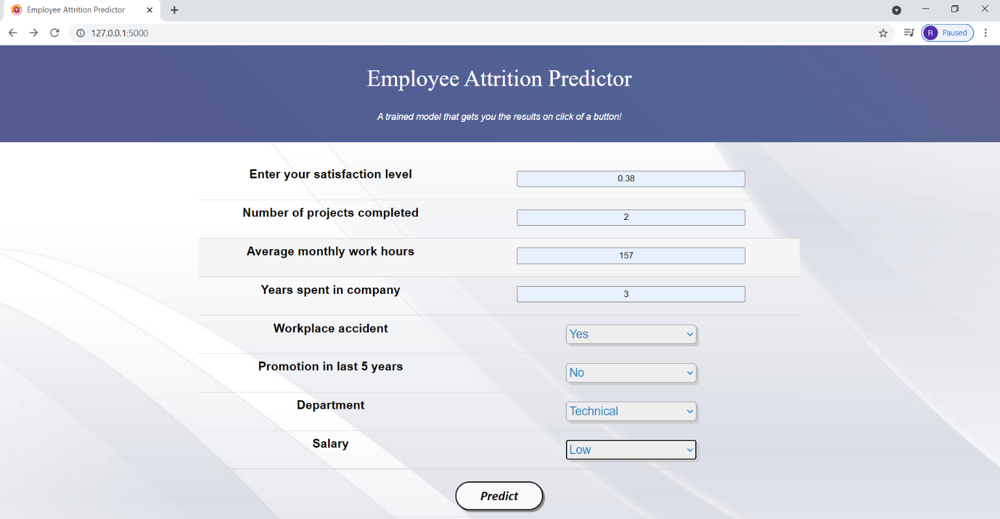 Employee Attrition Predictor
127.0.0.1:5000
R Paused
Employee Attrition Predictor
A trained model that gets you the results on click of a button!
Enter your satisfaction level 0.38
Number of projects completed 2
Average monthly work hours 157
Years spent in company 3
Workplace accident Yes
Promotion in last 5 years No
Department Technical
Salary Low
Predict